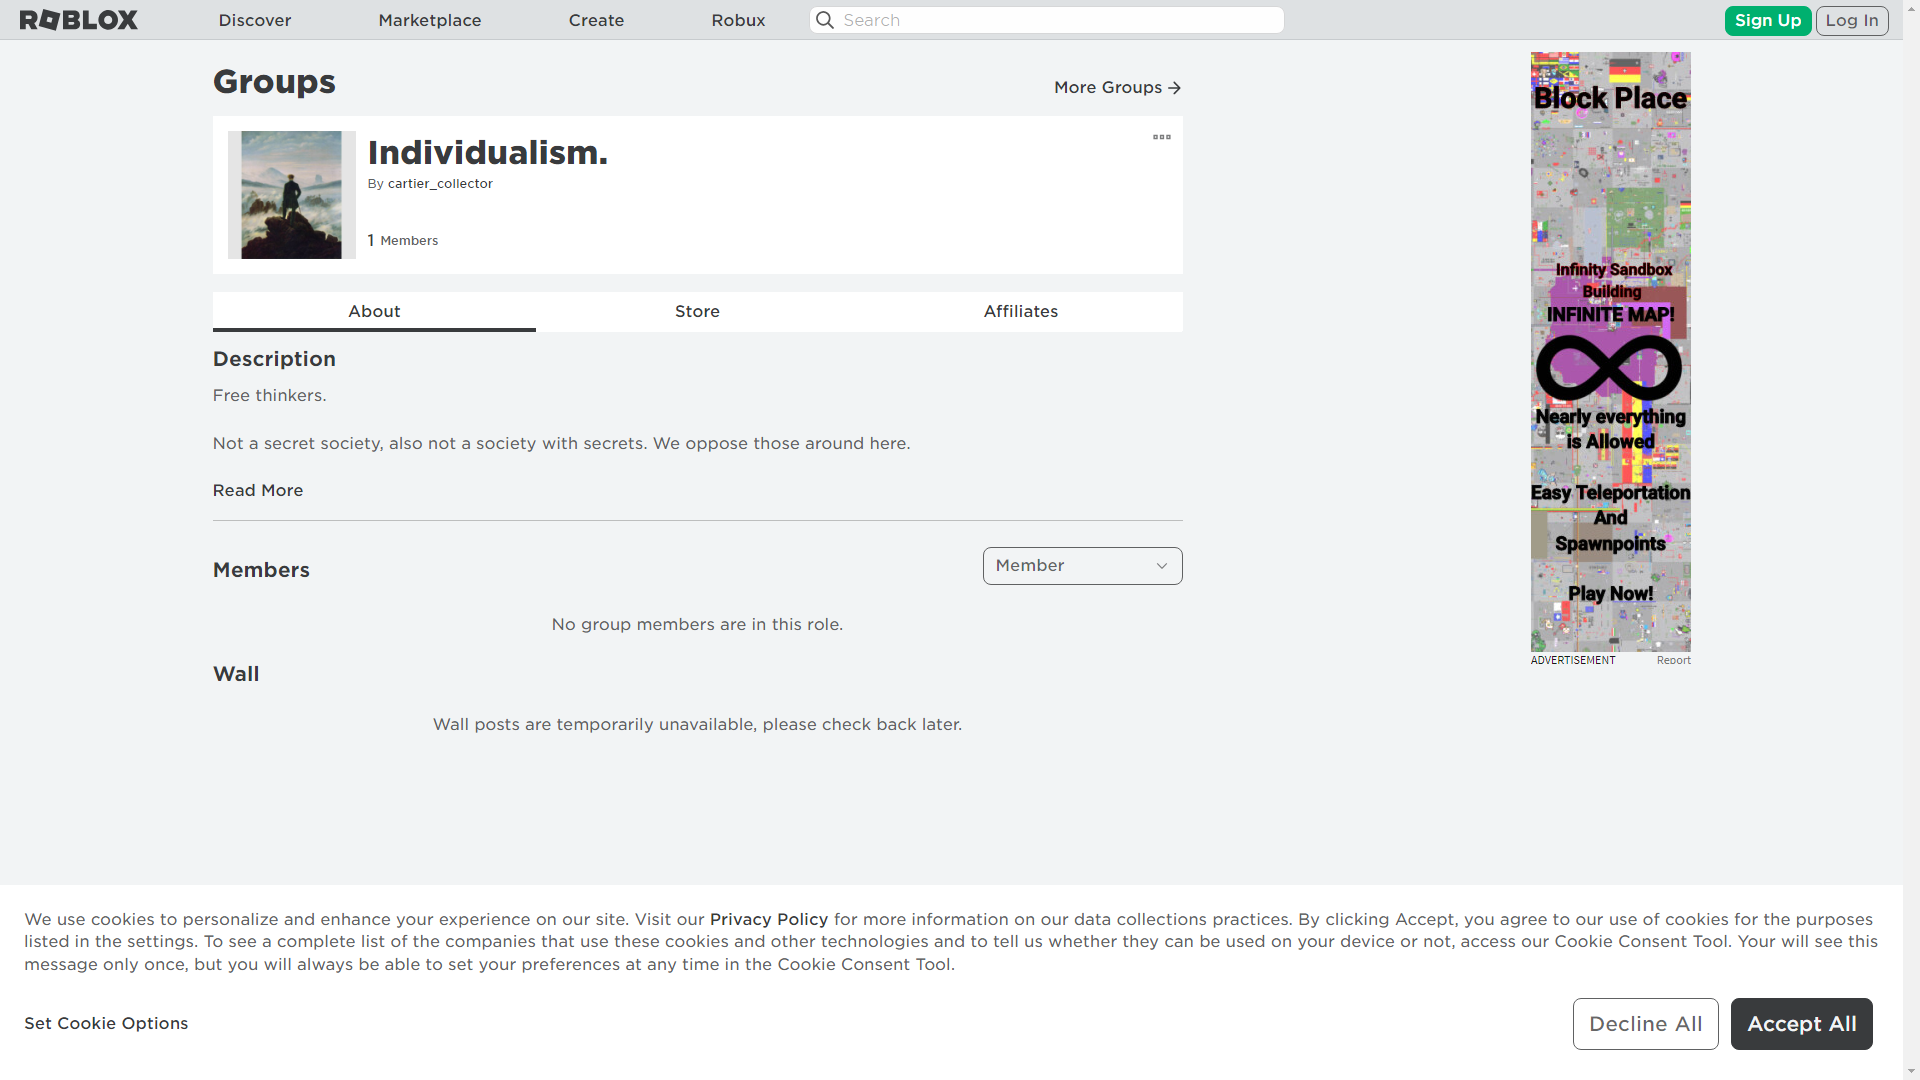 ROBLOX
Discover
Marketplace
Create
Robux
Search
Sign Up
Log In
Groups
More Groups
Individualism.
By cartier_collector
1 Members
About
Store
Affiliates
Description
Free thinkers.
Not a secret society, also not a society with secrets. We oppose those around here.
Read More
Members
Member
No group members are in this role.
Wall
Wall posts are temporarily unavailable, please check back later.
Block Place
Infinity Sandbox
Building
INFINITE MAP!
Nearly everything
is Allowed
Easy Teleportation
And
Spawnpoints
Play Now!
ADVERTISEMENT
Report
We use cookies to personalize and enhance your experience on our site. Visit our Privacy Policy for more information on our data collections practices. By clicking Accept, you agree to our use of cookies for the purposes
listed in the settings. To see a complete list of the companies that use these cookies and other technologies and to tell us whether they can be used on your device or not, access our Cookie Consent Tool. Your will see this
message only once, but you will always be able to set your preferences at any time in the Cookie Consent Tool.
Set Cookie Options
Decline All
Accept All